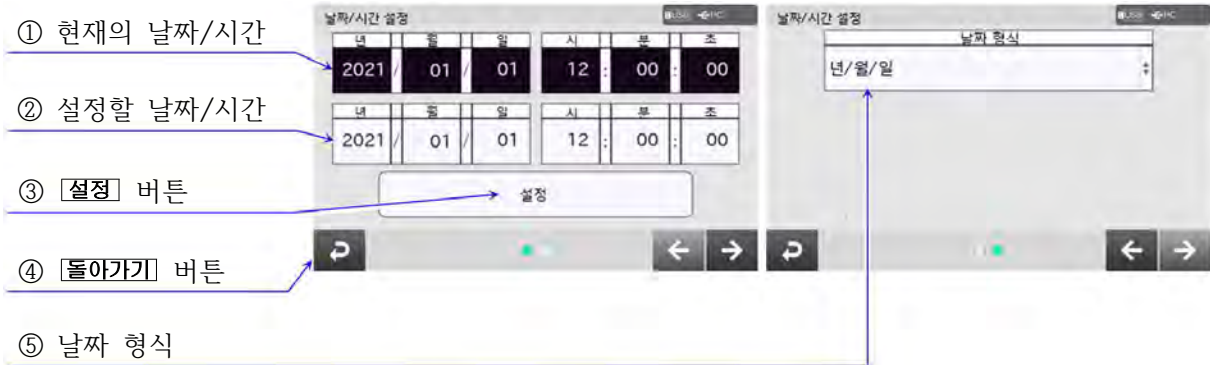 ① 현재의 날짜/시간
② 설정할 날짜/시간
③ 설정 버튼
④ 돌아가기 버튼
⑤ 날짜 형식
날짜/시간 설정
년 월 일 시 분 초
2021 / 01 / 01 12 : 00 : 00
년 월 일 시 분 초
2021 / 01 / 01 12 : 00 : 00
설정
날짜/시간 설정
날짜 형식
년/월/일